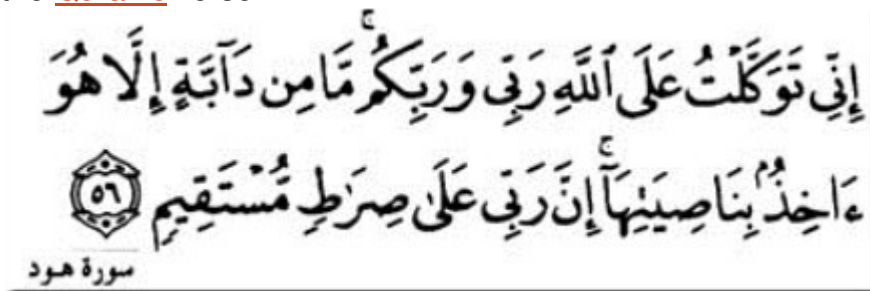 إِنِّى تَوَكَّلْتُ عَلَى ٱللَّهِ رَبِّى وَرَبِّكُم ۚ مَّا مِن دَآبَّةٍ إِلَّا هُوَ
ءَاخِذٌۢ بِنَاصِيَتِهَآ ۚ إِنَّ رَبِّى عَلَىٰ صِرَٰطٍ مُّسْتَقِيمٍ ٥٦
سورة هود